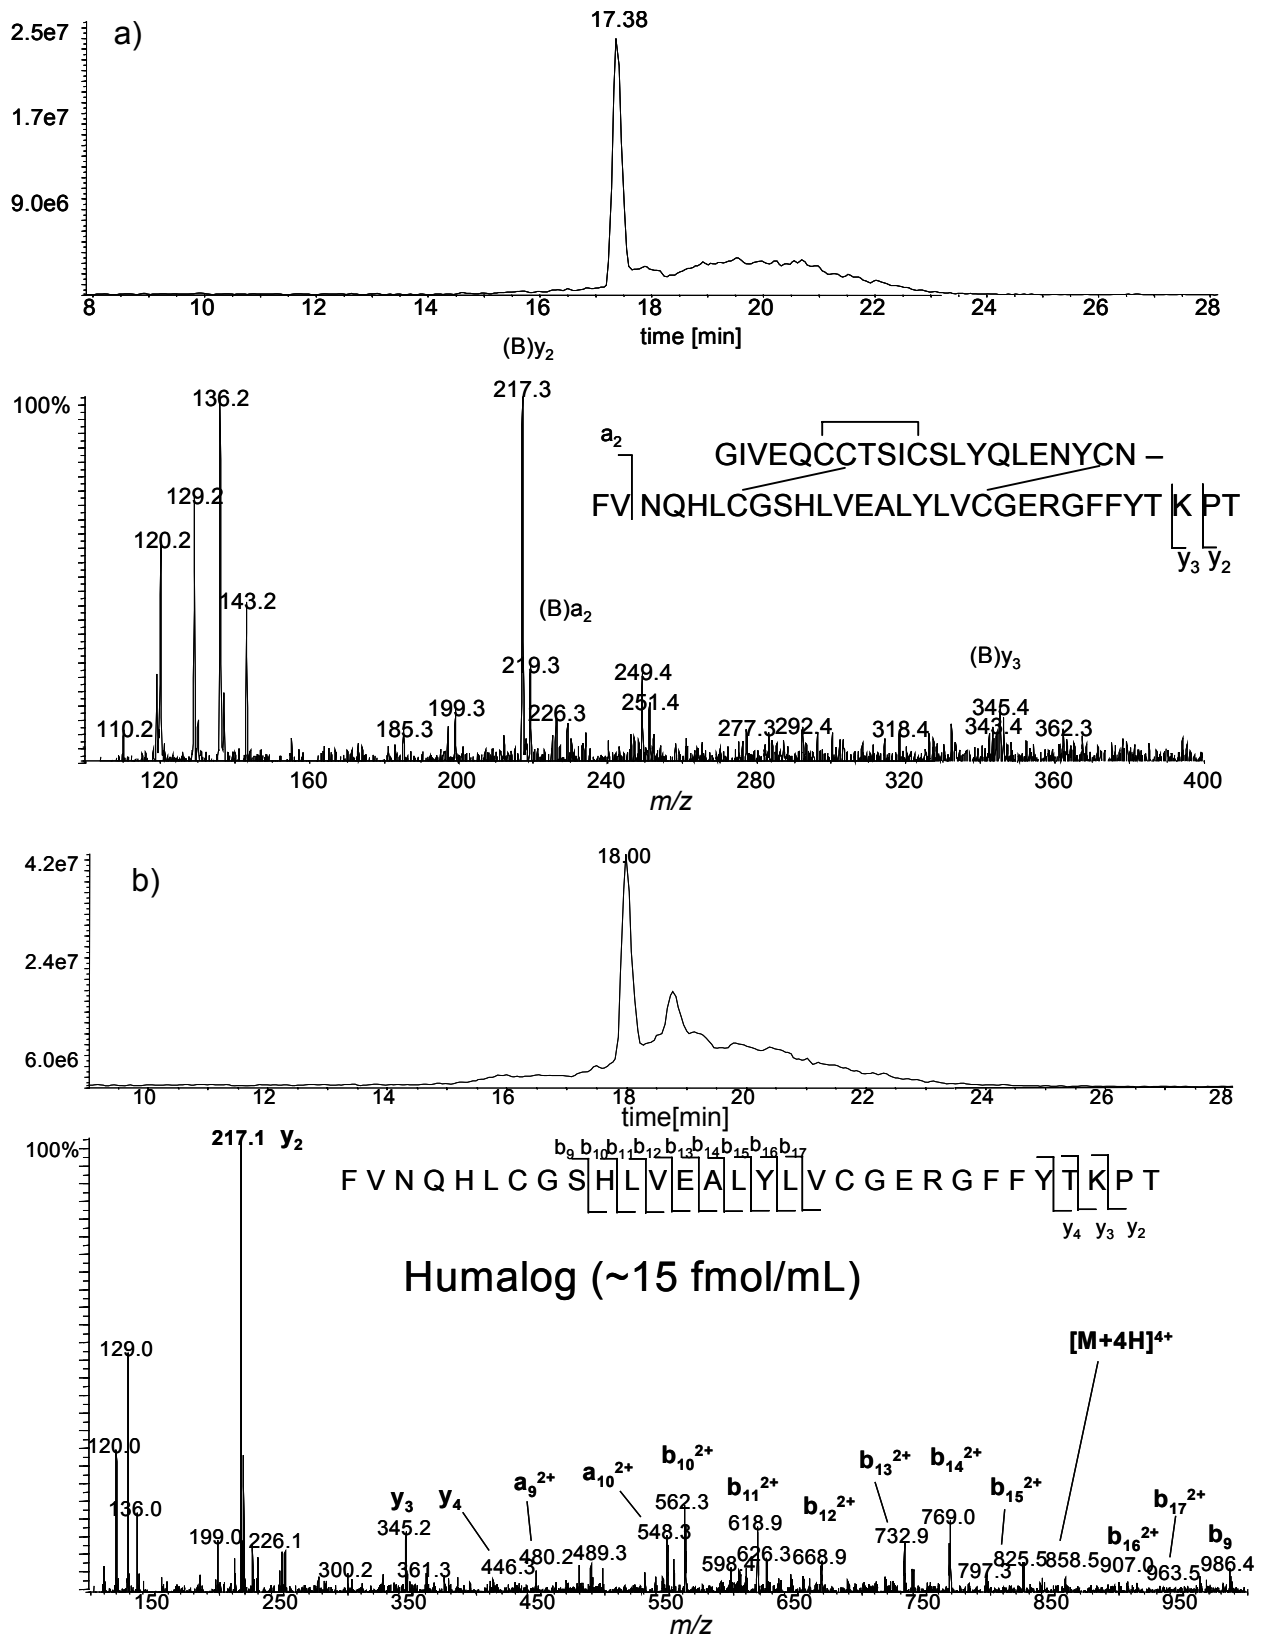 a)
17.38
2.5e7
1.7e7
9.0e6
8 10 12 14 16 18 20 22 24 26 28
time [min]
(B)y2
100%
136.2
217.3
129.2
120.2
143.2
(B)a2
219.3
249.4
(B)y3
110.2
185.3
199.3
226.3
251.4
277.3
292.4
318.4
343.4
345.4
362.3
a2
GIVEQCCTSICSLYQLENYCN –
FV NQHLCGSHLVEALYLVCGERGFFYT K PT
y3 y2
120 160 200 240 280 320 360 400
m/z
b)
18.00
4.2e7
2.4e7
6.0e6
10 12 14 16 18 20 22 24 26 28
time[min]
100%
217.1 y2
b9 b10 b11 b12 b13 b14 b15 b16 b17
F V N Q H L C G S H L V E A L Y L V C G E R G F F Y T K P T
y4 y3 y2
Humalog (~15 fmol/mL)
[M+4H]4+
129.0
120.0
136.0
199.0
226.1
300.2
y3
345.2
361.3
y4
446.3
a9 2+
480.2
489.3
a10 2+
548.3
b10 2+
562.3
598.4
b11 2+
618.9
626.3
b12 2+
668.9
b13 2+
732.9
b14 2+
769.0
797.3
b15 2+
825.5
858.5
b16 2+
907.0
b17 2+
963.5
b9
986.4
150 250 350 450 550 650 750 850 950
m/z